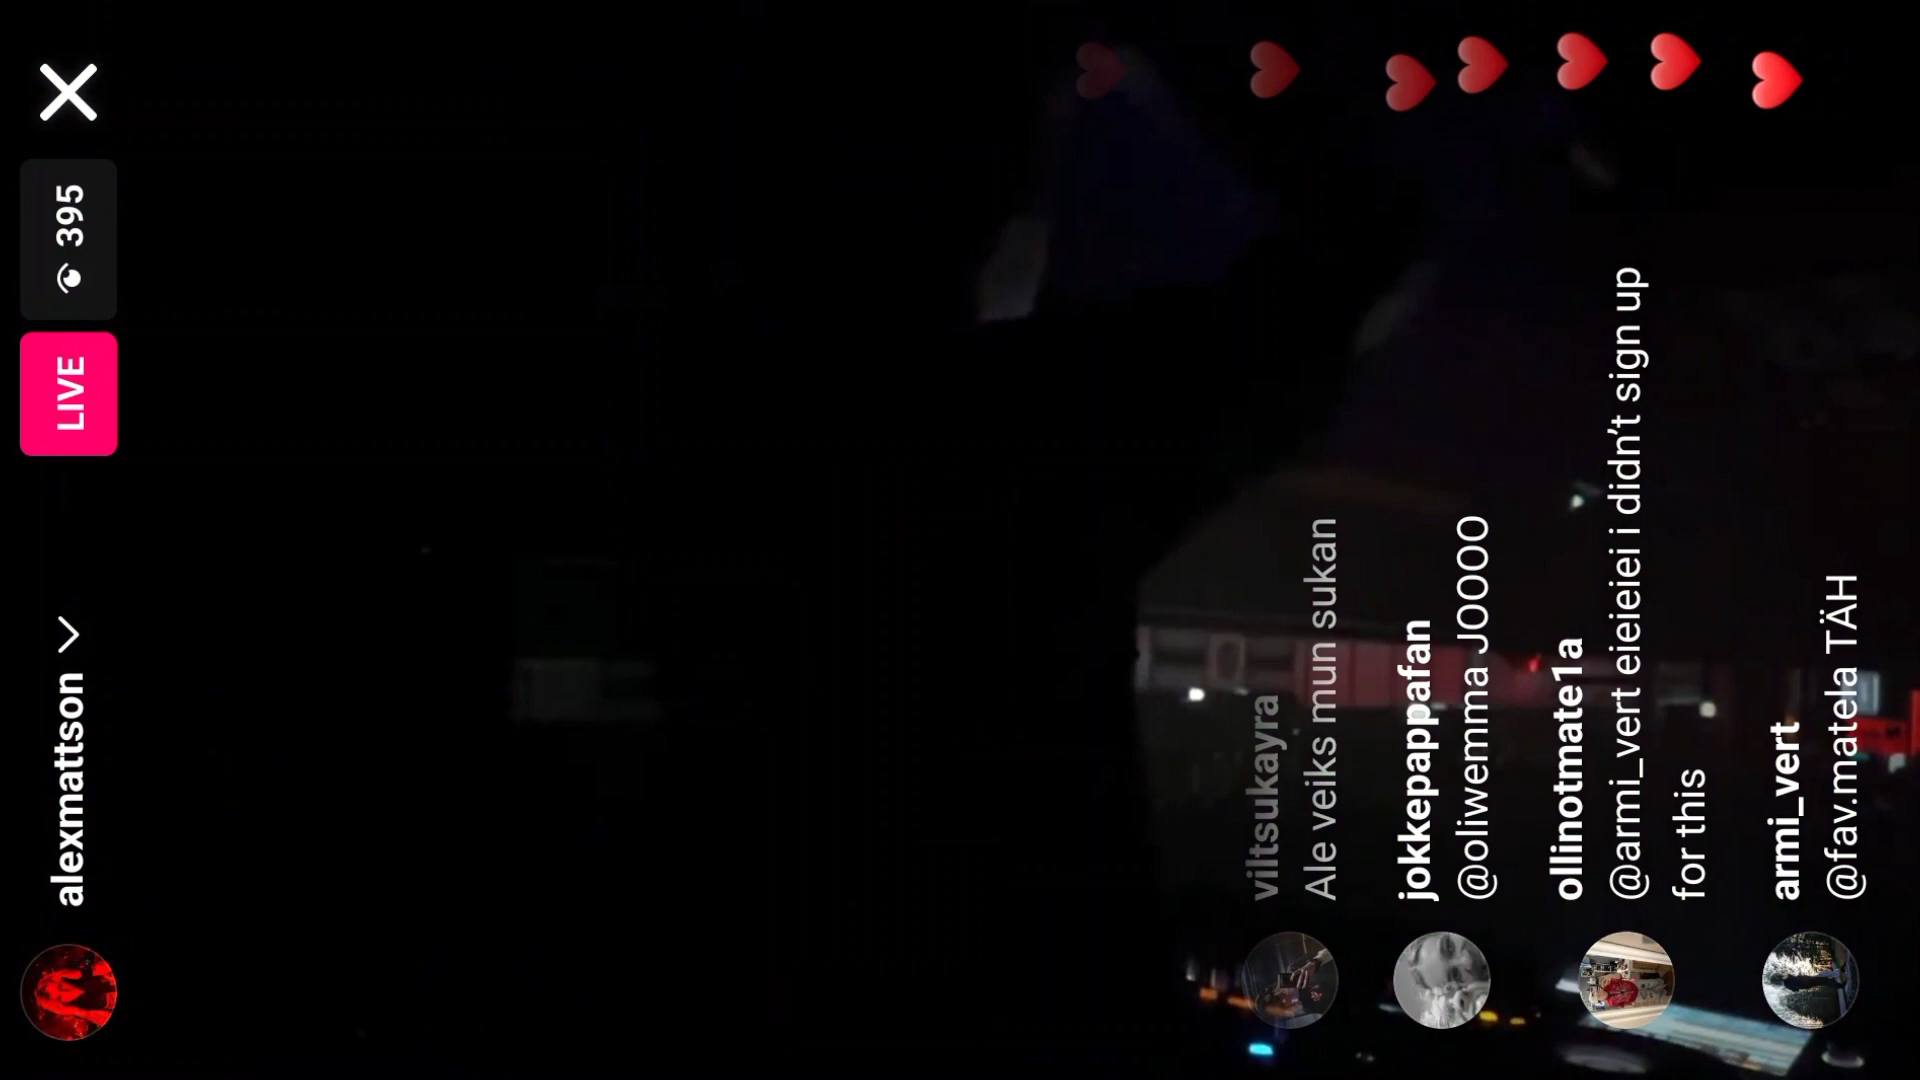 alexmattson
LIVE
395
viltsukayra
Ale veiks mun sukan
jokkepappafan
@oliwemma JOOOO
ollinotmate1a
@armi_vert eieieiei i didn't sign up
for this
armi_vert
@fav.matela TÄH